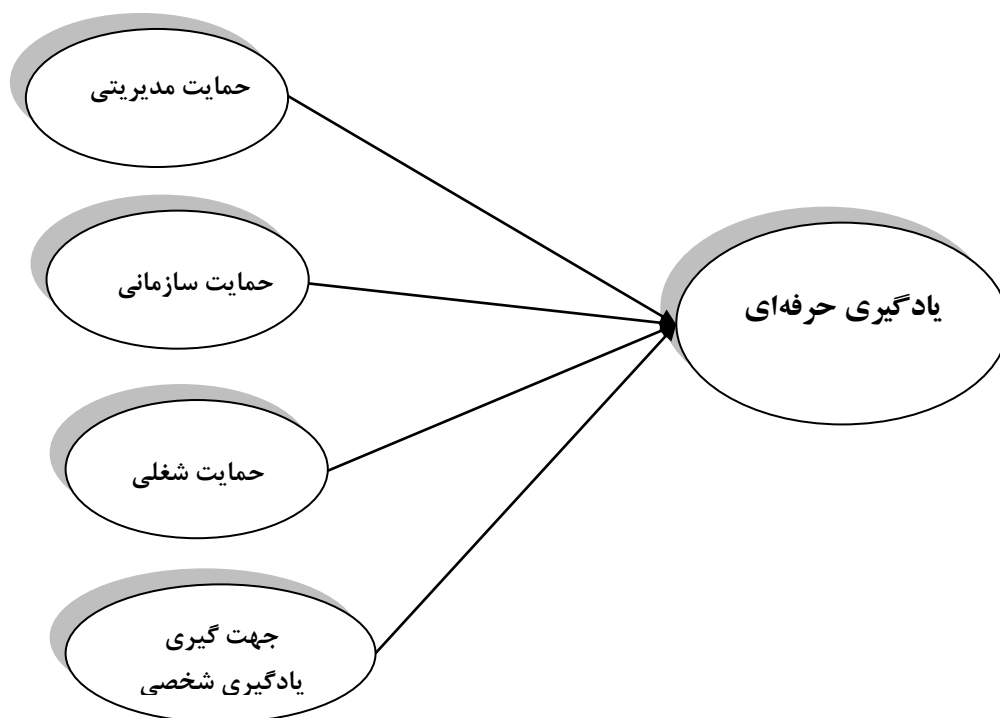 حمایت مدیریتی
حمایت سازمانی
یادگیری حرفه‌ای
حمایت شغلی
جهت گیری
یادگیری شخصی